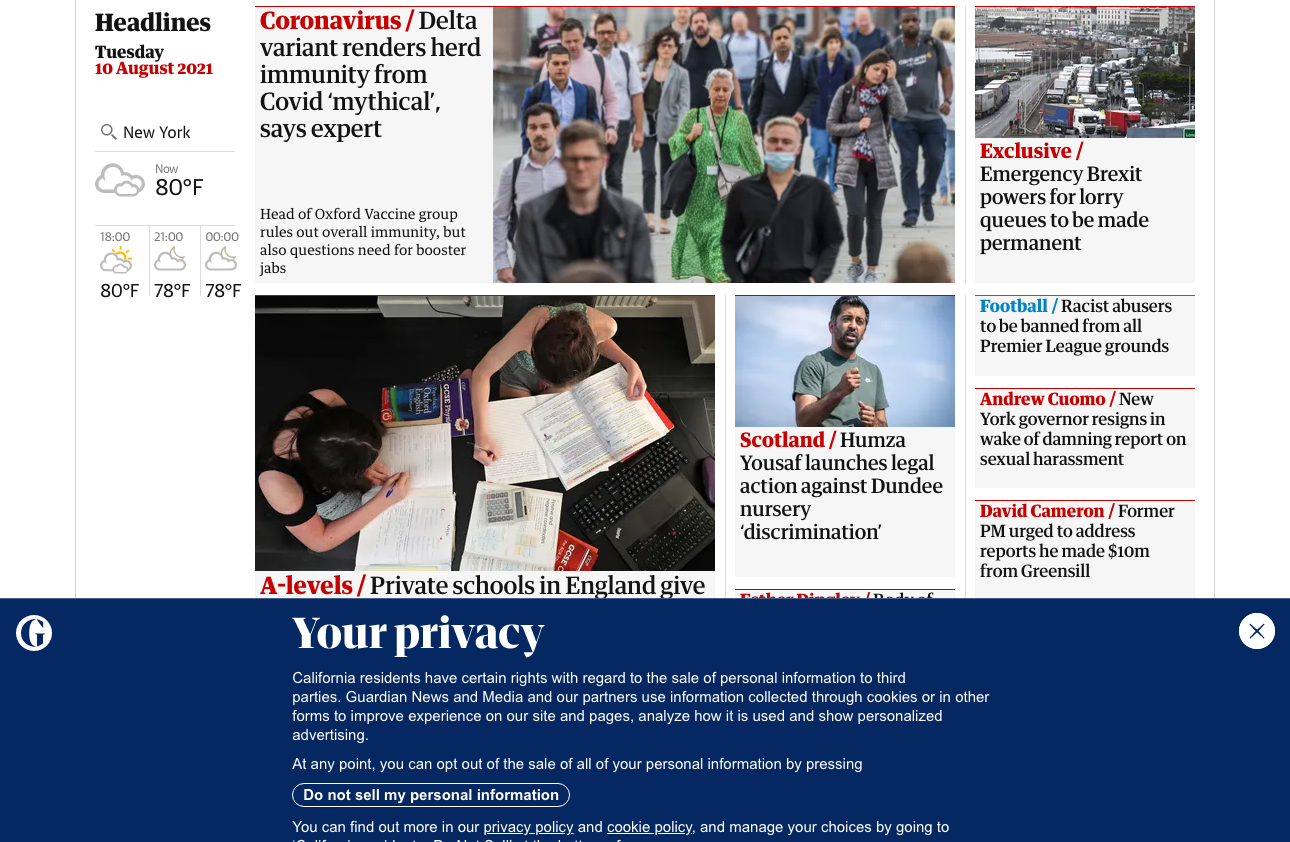 Headlines
Tuesday
10 August 2021
New York
Now
80°F
18:00
21:00
00:00
80°F
78°F
78°F
Coronavirus / Delta
variant renders herd
immunity from
Covid ‘mythical’,
says expert
Head of Oxford Vaccine group
rules out overall immunity, but
also questions need for booster
jabs
Exclusive /
Emergency Brexit
powers for lorry
queues to be made
permanent
Oxford
English
GCSE
GCSE
A-levels / Private schools in England give
Scotland / Humza
Yousaf launches legal
action against Dundee
nursery
‘discrimination’
Football / Racist abusers
to be banned from all
Premier League grounds
Andrew Cuomo / New
York governor resigns in
wake of damning report on
sexual harassment
David Cameron / Former
PM urged to address
reports he made $10m
from Greensill
Your privacy
California residents have certain rights with regard to the sale of personal information to third
parties. Guardian News and Media and our partners use information collected through cookies or in other
forms to improve experience on our site and pages, analyze how it is used and show personalized
advertising.
At any point, you can opt out of the sale of all of your personal information by pressing
Do not sell my personal information
You can find out more in our privacy policy and cookie policy, and manage your choices by going to